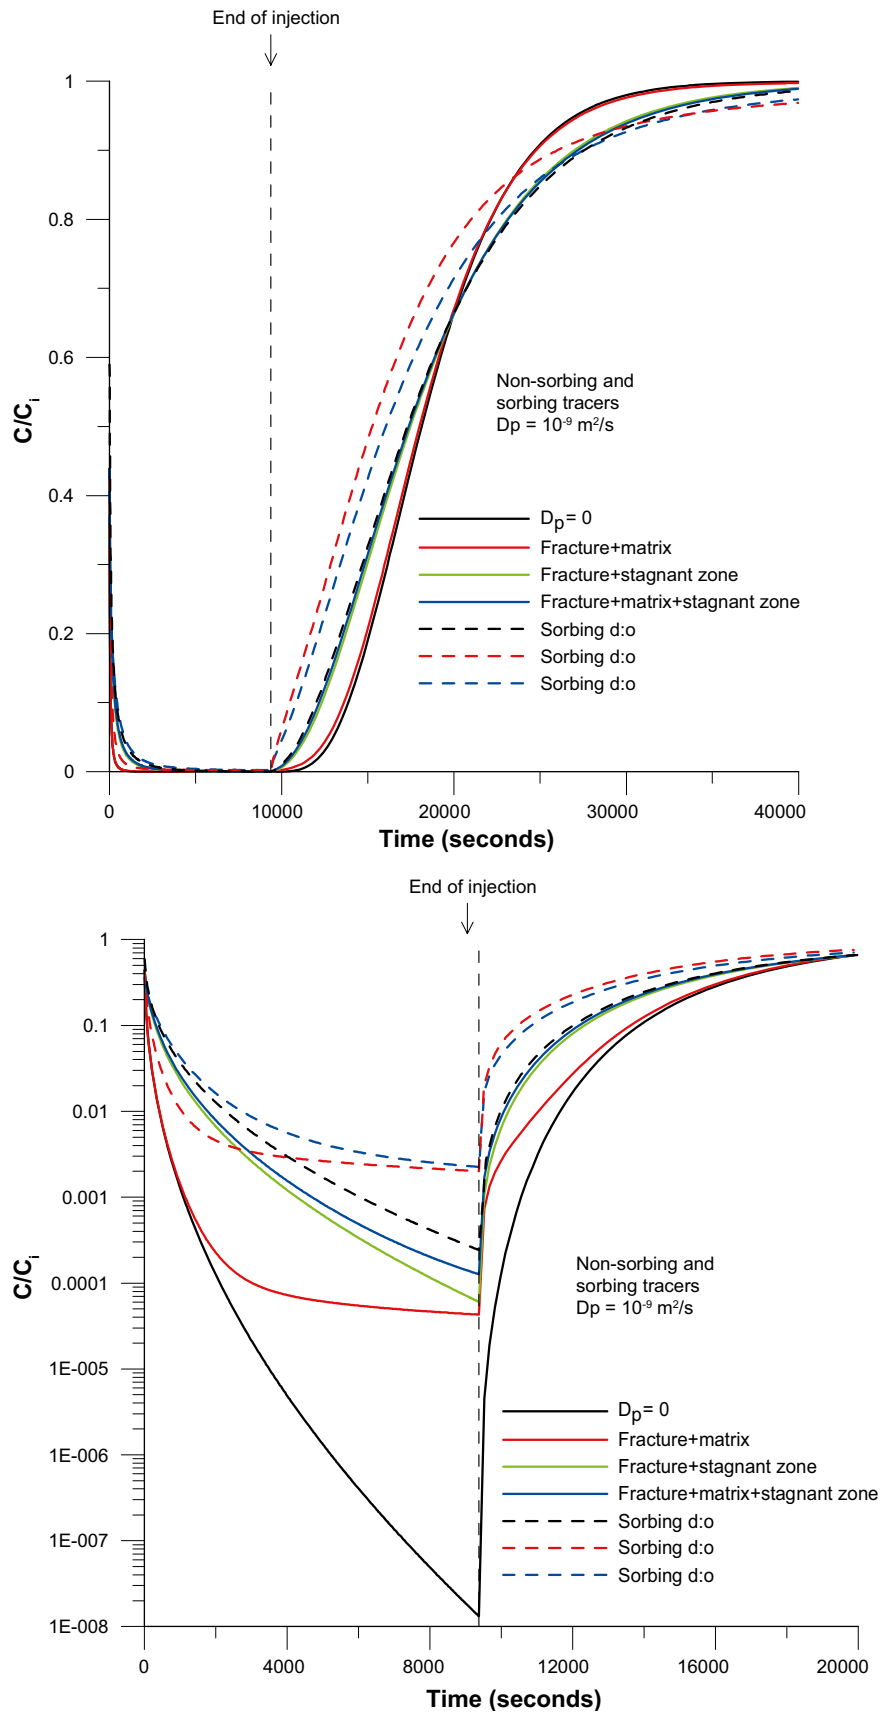 End of injection
1
0.8
0.6
0.4
0.2
0
C/Ci
Non-sorbing and
sorbing tracers
Dp = 10⁻⁹ m²/s
Dp = 0
Fracture+matrix
Fracture+stagnant zone
Fracture+matrix+stagnant zone
Sorbing d:o
Sorbing d:o
Sorbing d:o
0 10000 20000 30000 40000
Time (seconds)
End of injection
1
0.1
0.01
0.001
0.0001
1E-005
1E-006
1E-007
1E-008
C/Ci
Non-sorbing and
sorbing tracers
Dp = 10⁻⁹ m²/s
Dp = 0
Fracture+matrix
Fracture+stagnant zone
Fracture+matrix+stagnant zone
Sorbing d:o
Sorbing d:o
Sorbing d:o
0 4000 8000 12000 16000 20000
Time (seconds)